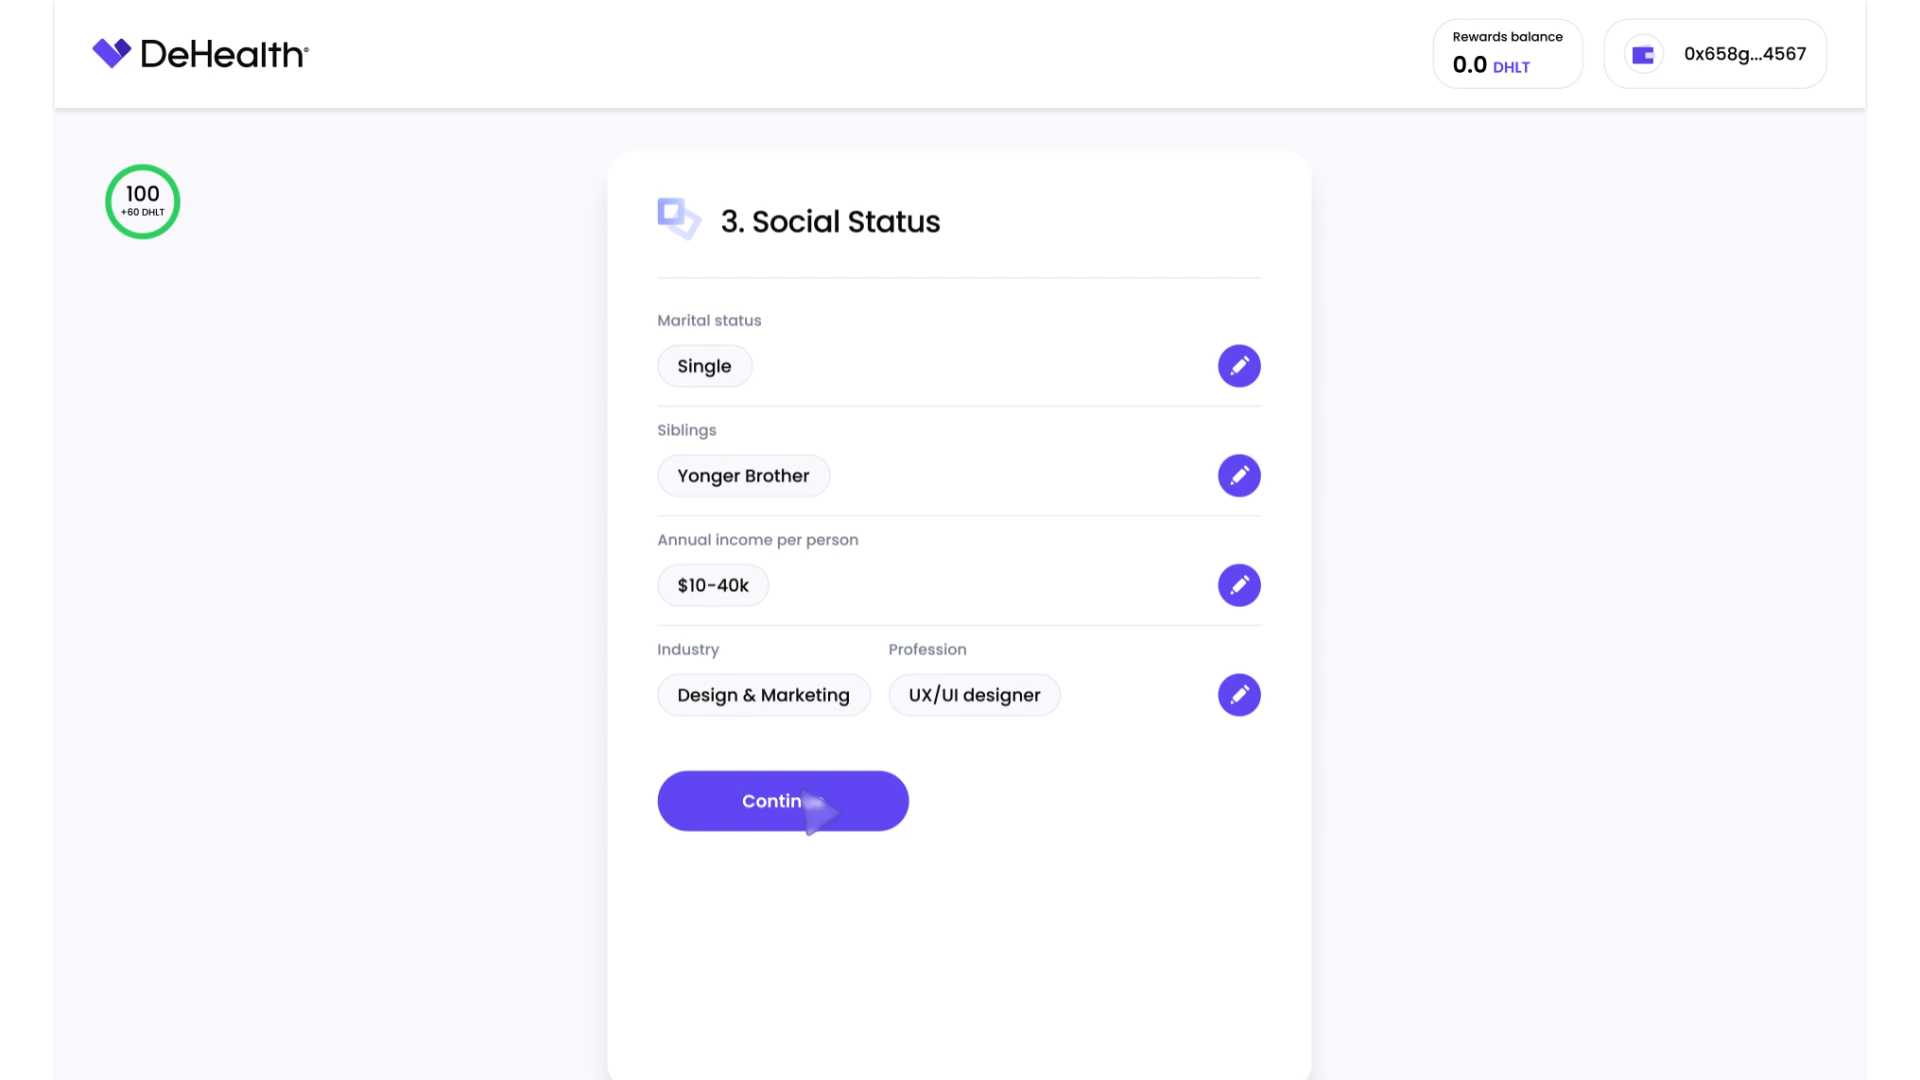 DeHealth
Rewards balance
0.0 DHLT
0x658g...4567
100
+60 DHLT
3. Social Status
Marital status
Single
Siblings
Yonger Brother
Annual income per person
$10-40k
Industry
Profession
Design & Marketing
UX/UI designer
Continue